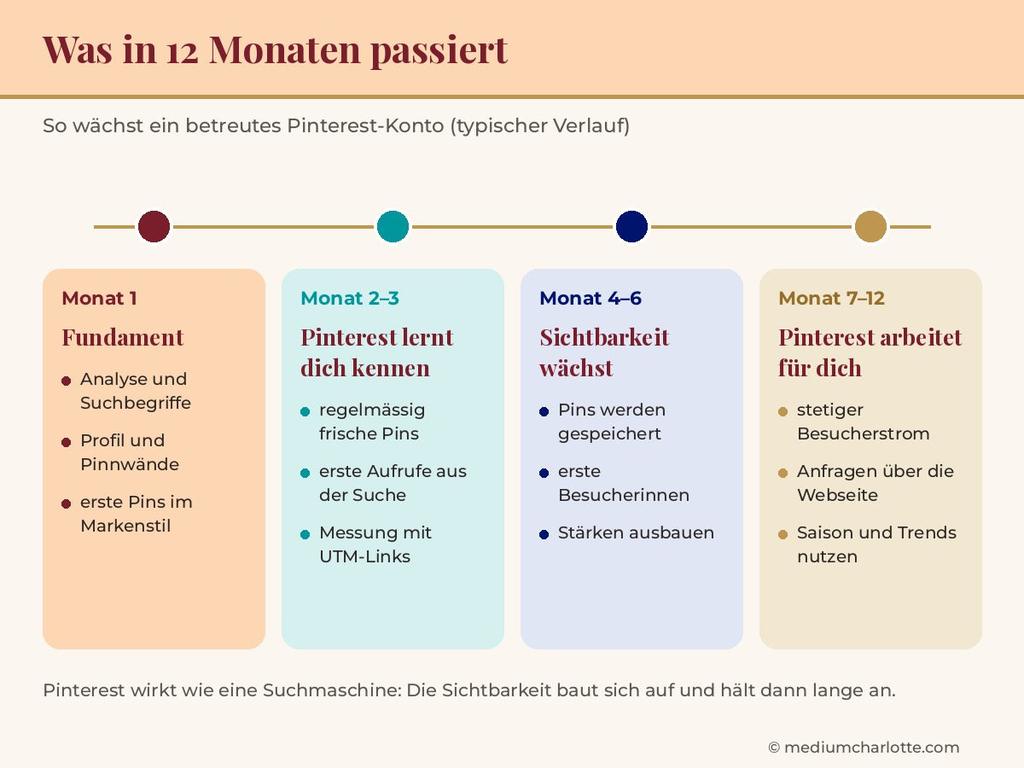 Was in 12 Monaten passiert
So wächst ein betreutes Pinterest-Konto (typischer Verlauf)
Monat 1
Fundament
Analyse und
Suchbegriffe
Profil und
Pinnwände
erste Pins im
Markenstil
Monat 2–3
Pinterest lernt
dich kennen
regelmässig
frische Pins
erste Aufrufe aus
der Suche
Messung mit
UTM-Links
Monat 4–6
Sichtbarkeit
wächst
Pins werden
gespeichert
erste
Besucherinnen
Stärken ausbauen
Monat 7–12
Pinterest arbeitet
für dich
stetiger
Besucherstrom
Anfragen über die
Webseite
Saison und Trends
nutzen
Pinterest wirkt wie eine Suchmaschine: Die Sichtbarkeit baut sich auf und hält dann lange an.
© mediumcharlotte.com